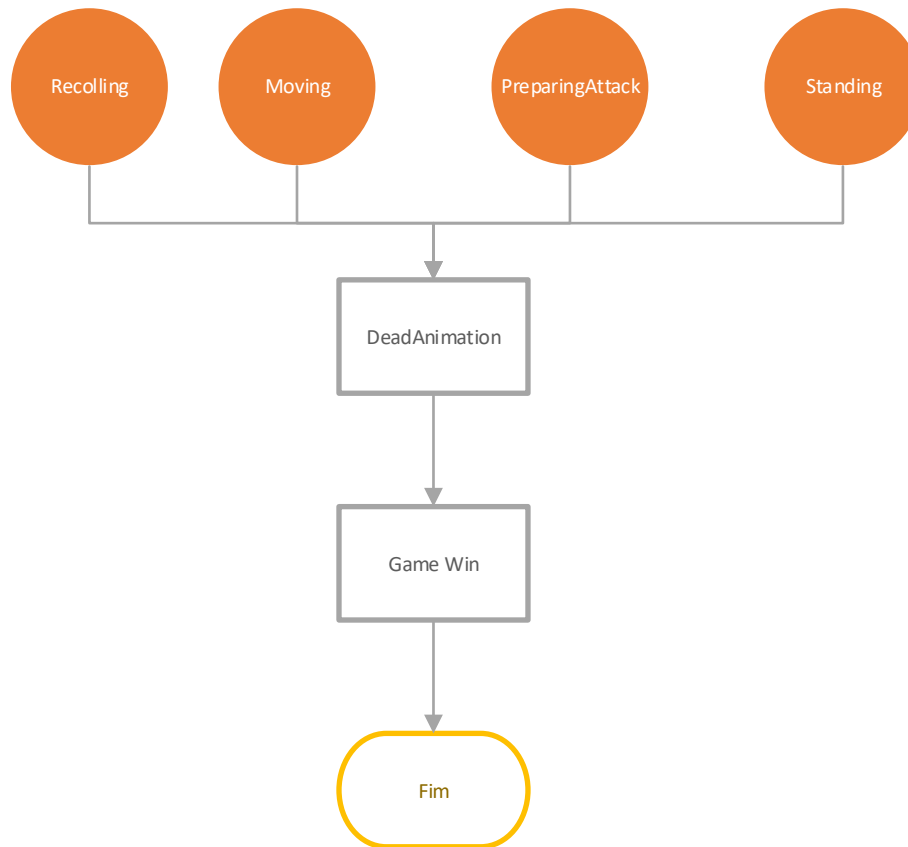 Recolling
Moving
PreparingAttack
Standing
DeadAnimation
Game Win
Fim